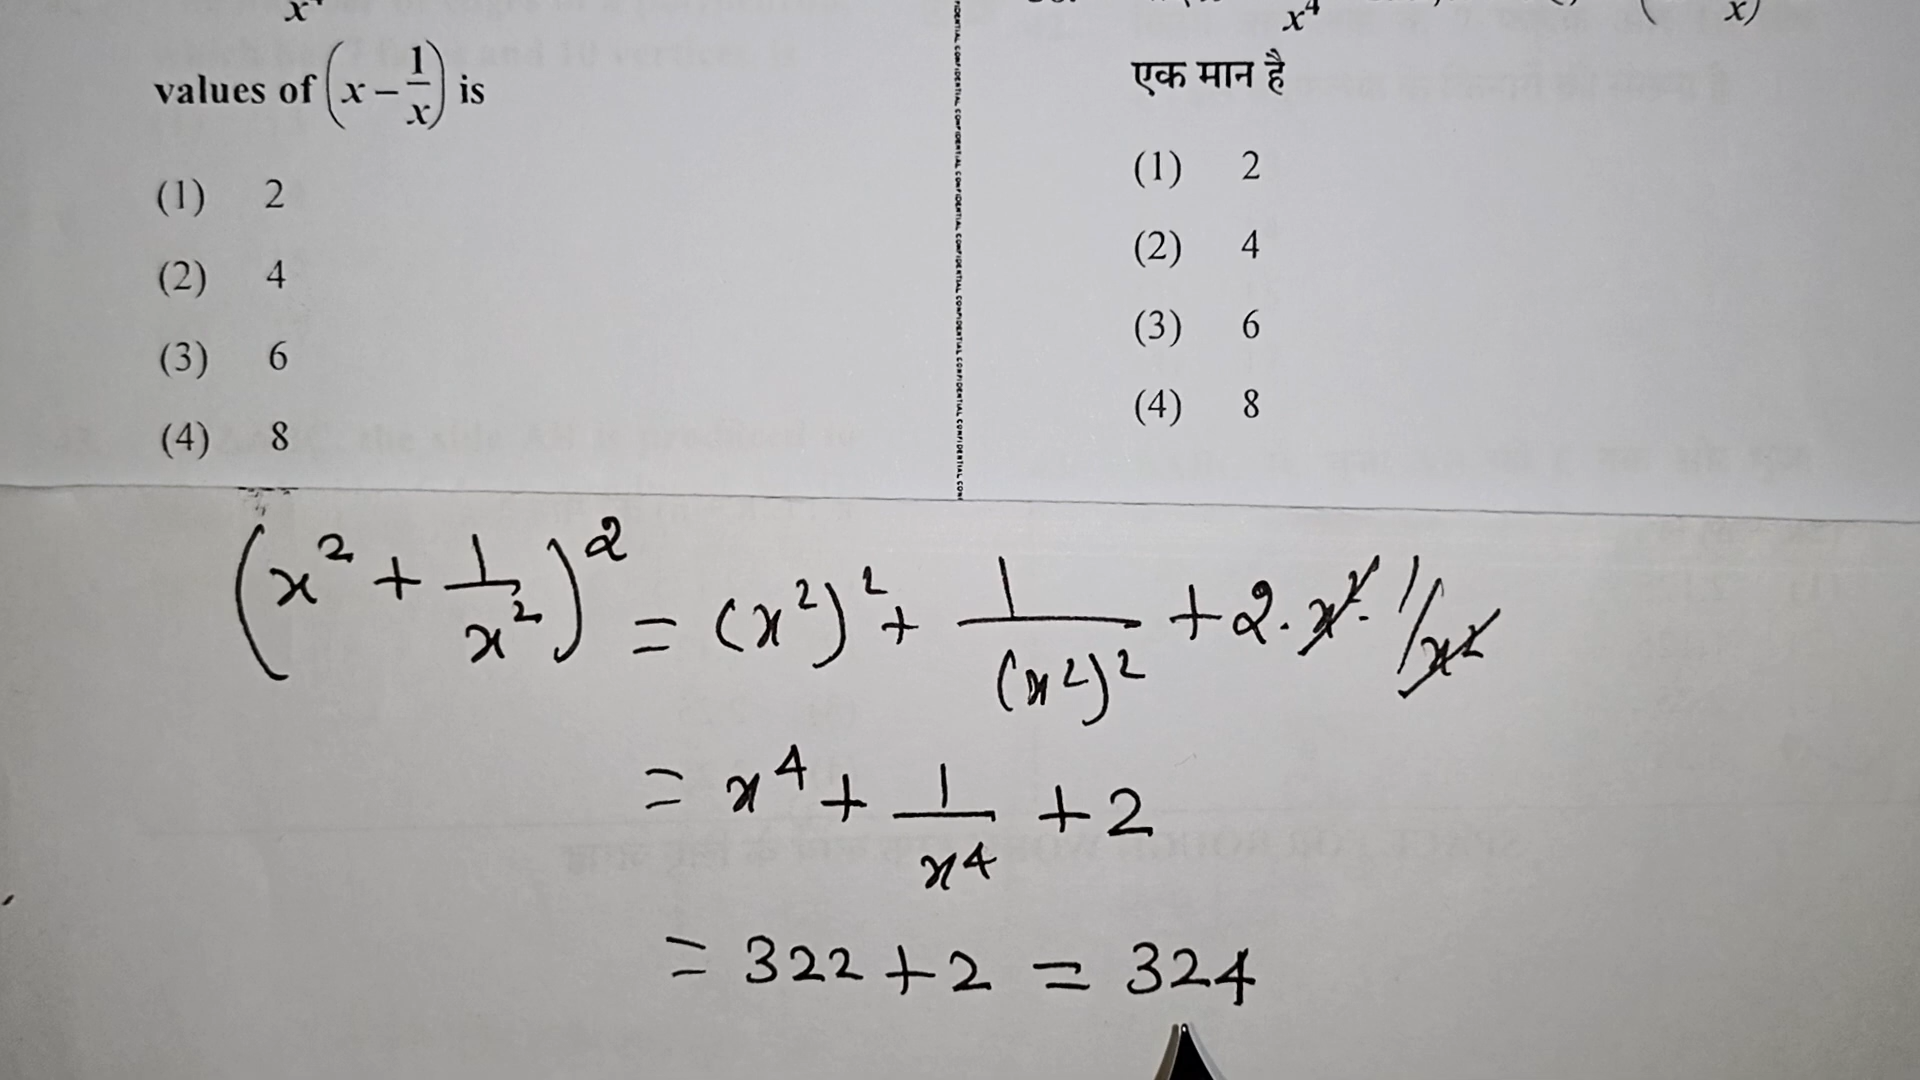 values of (x – 1/x) is
(1) 2
(2) 4
(3) 6
(4) 8
x⁴
x)
एक मान है
(1) 2
(2) 4
(3) 6
(4) 8
(x² + 1/x²)² = (x²)² + 1/(x²)² + 2. x². 1/x²
= x⁴ + 1/x⁴ + 2
= 322 + 2 = 324